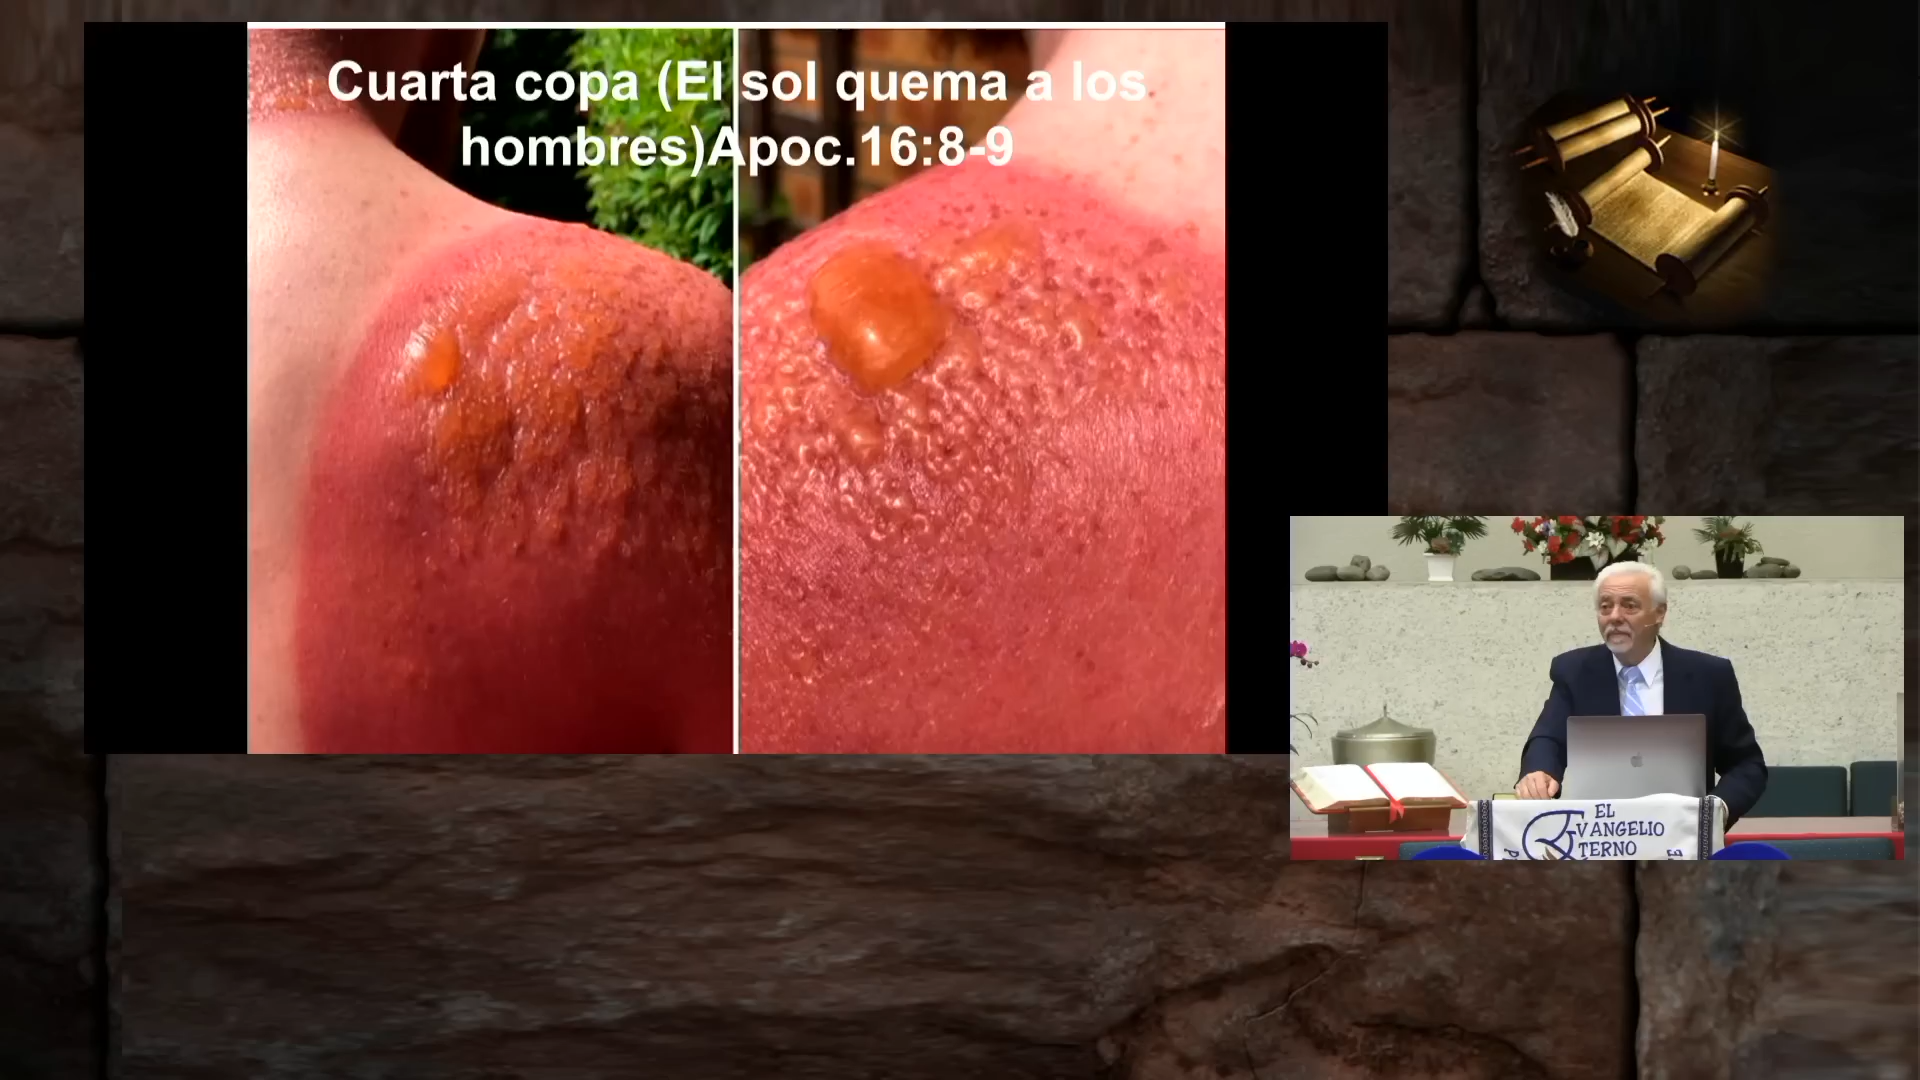 Cuarta copa (El sol quema a los
hombres)Apoc.16:8-9
EL
VANGELIO
TERNO